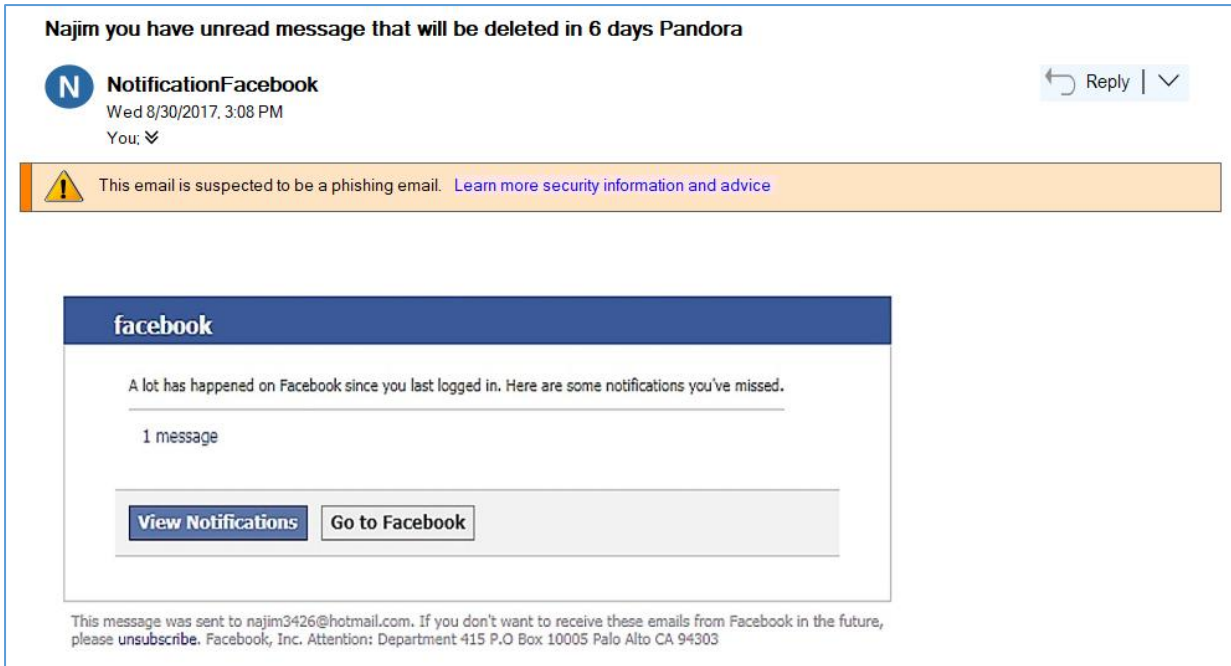 Najim you have unread message that will be deleted in 6 days Pandora
N
NotificationFacebook
Reply
Wed 8/30/2017, 3:08 PM
You;
This email is suspected to be a phishing email. Learn more security information and advice
facebook
A lot has happened on Facebook since you last logged in. Here are some notifications you've missed.
1 message
View Notifications Go to Facebook
This message was sent to najim3426@hotmail.com. If you don't want to receive these emails from Facebook in the future,
please unsubscribe. Facebook, Inc. Attention: Department 415 P.O Box 10005 Palo Alto CA 94303